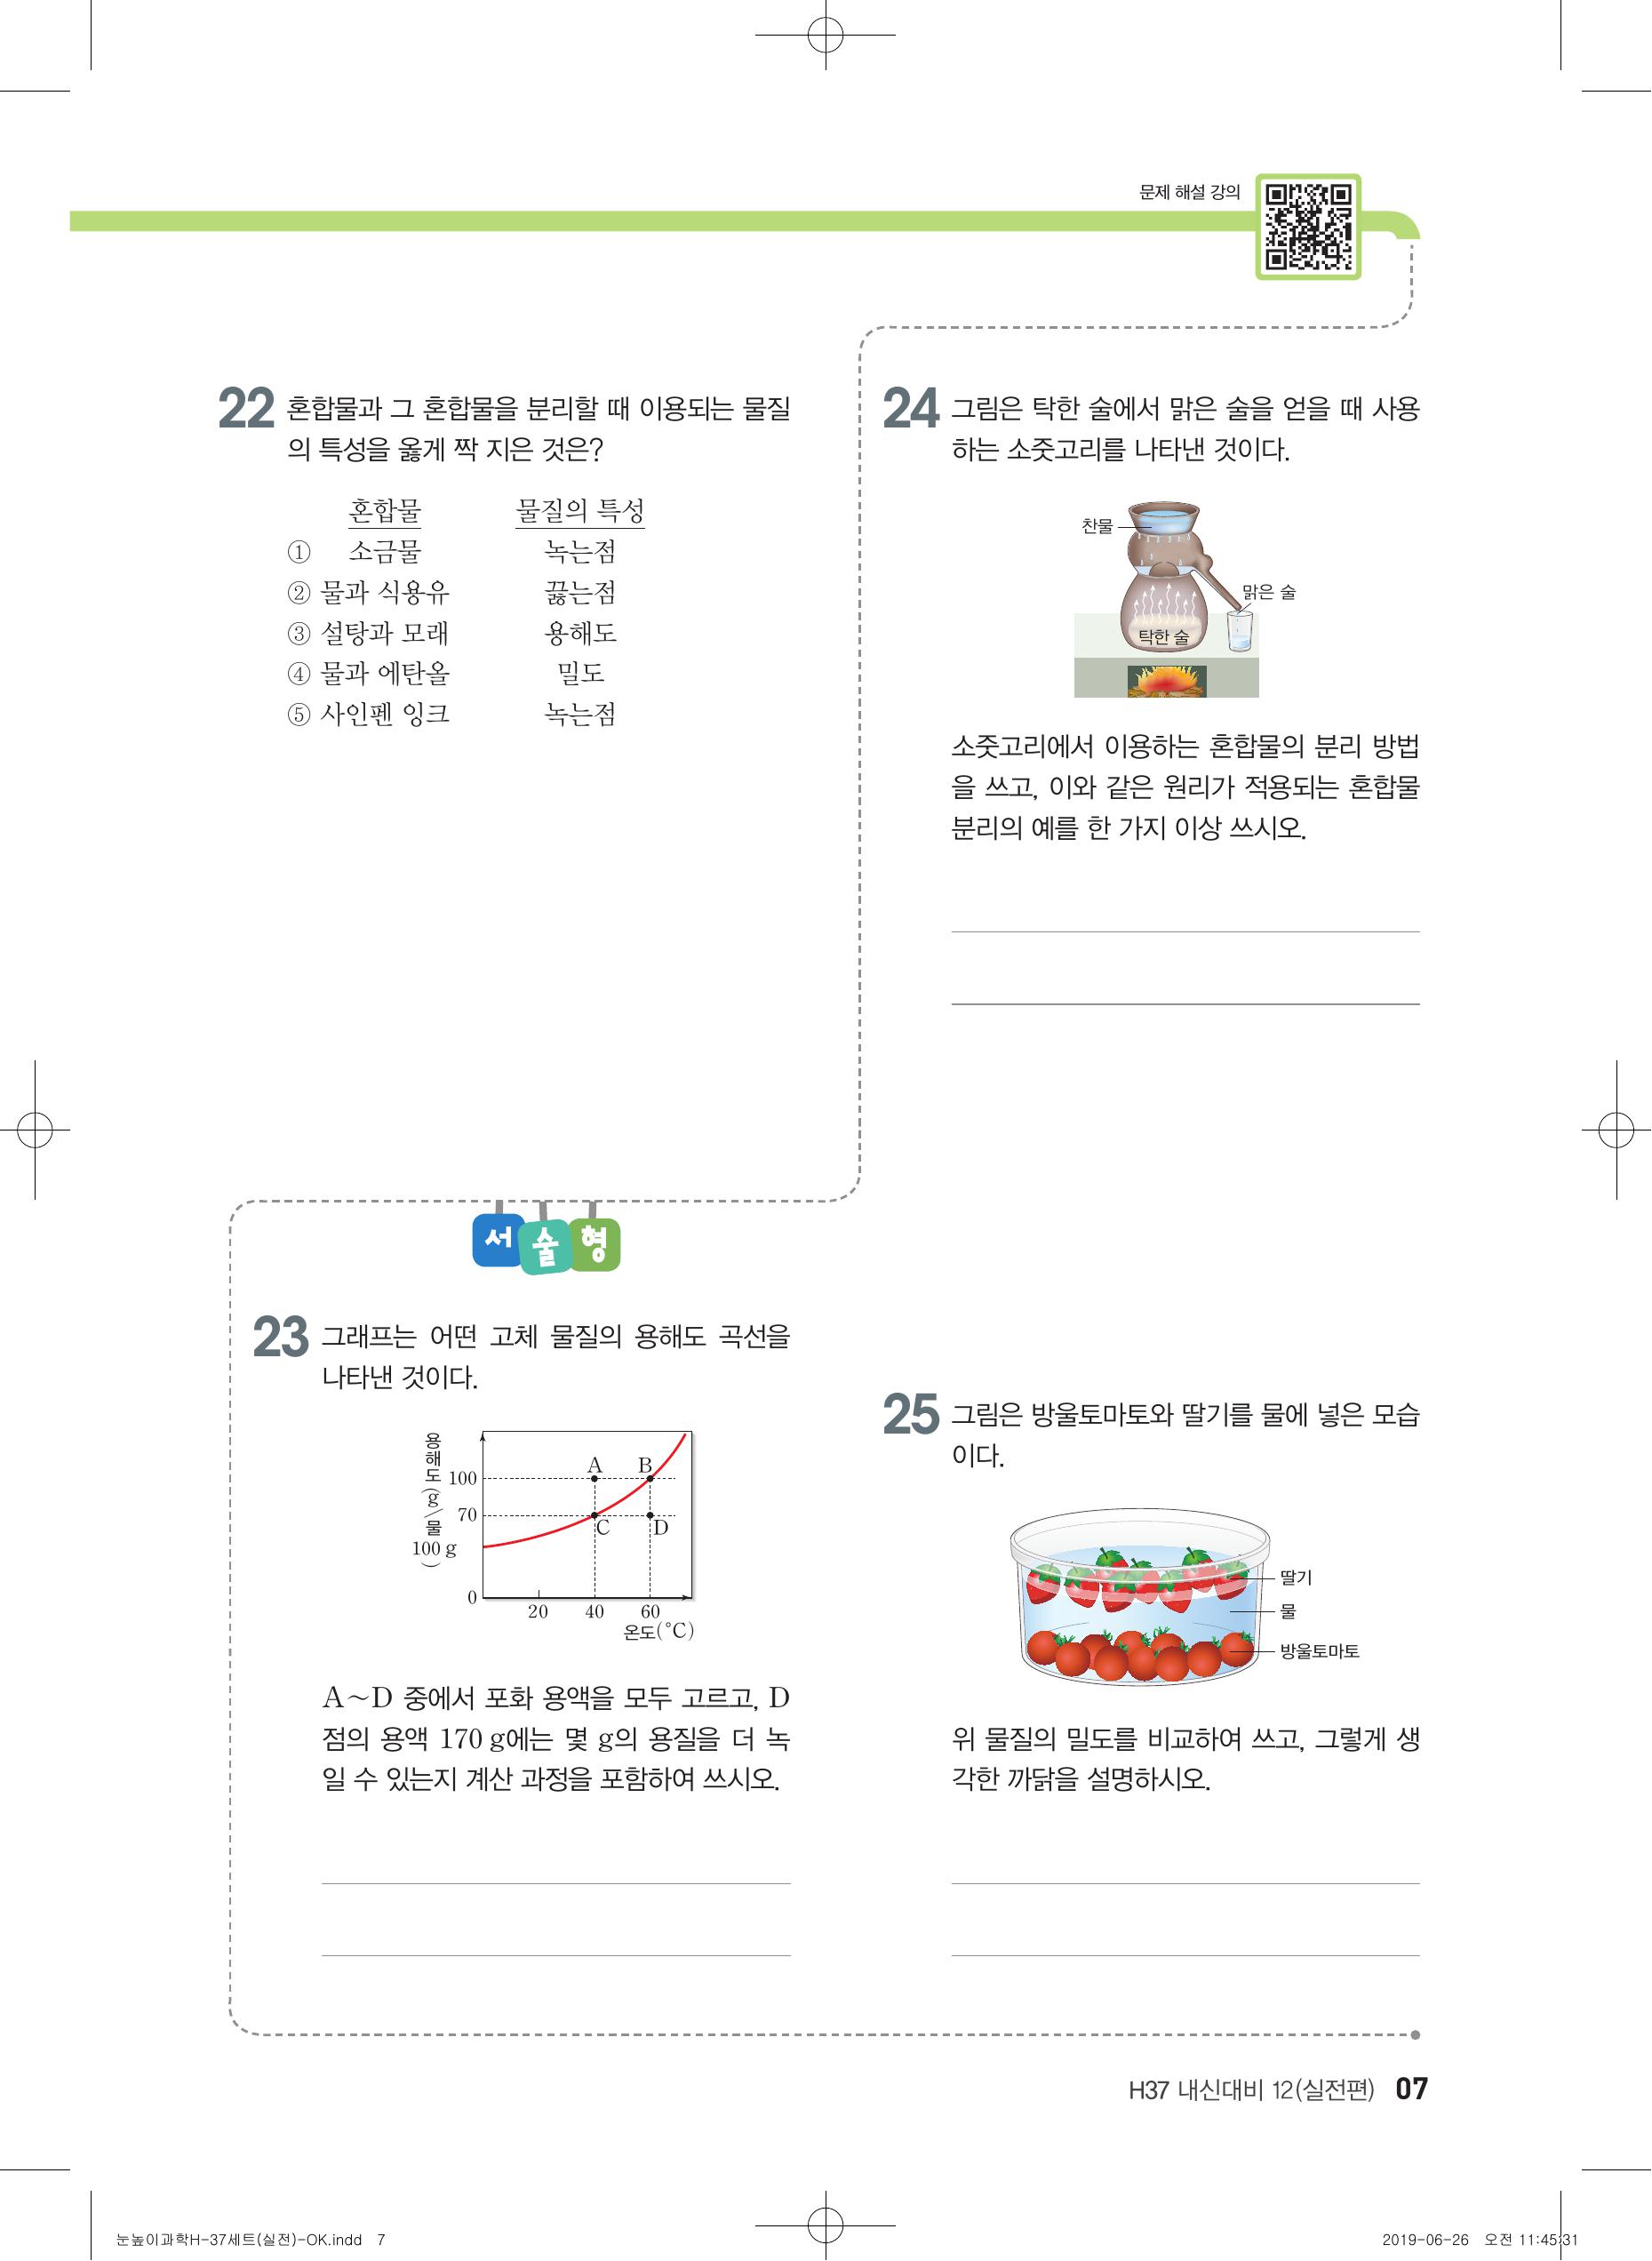 문제 해설 강의
22 혼합물과 그 혼합물을 분리할 때 이용되는 물질
의 특성을 옳게 짝 지은 것은?
혼합물 물질의 특성
① 소금물 녹는점
② 물과 식용유 끓는점
③ 설탕과 모래 용해도
④ 물과 에탄올 밀도
⑤ 사인펜 잉크 녹는점
서술형
23 그래프는 어떤 고체 물질의 용해도 곡선을
나타낸 것이다.
용해도(g/물 100 g)
A B
100
70
C D
0
20 40 60
온도(℃)
A~D 중에서 포화 용액을 모두 고르고, D
점의 용액 170 g에는 몇 g의 용질을 더 녹
일 수 있는지 계산 과정을 포함하여 쓰시오.
24 그림은 탁한 술에서 맑은 술을 얻을 때 사용
하는 소줏고리를 나타낸 것이다.
찬물
맑은 술
탁한 술
소줏고리에서 이용하는 혼합물의 분리 방법
을 쓰고, 이와 같은 원리가 적용되는 혼합물
분리의 예를 한 가지 이상 쓰시오.
25 그림은 방울토마토와 딸기를 물에 넣은 모습
이다.
딸기
물
방울토마토
위 물질의 밀도를 비교하여 쓰고, 그렇게 생
각한 까닭을 설명하시오.
H37 내신대비 12(실전편) 07
눈높이과학H-37세트(실전)-OK.indd 7
2019-06-26 오전 11:45:31